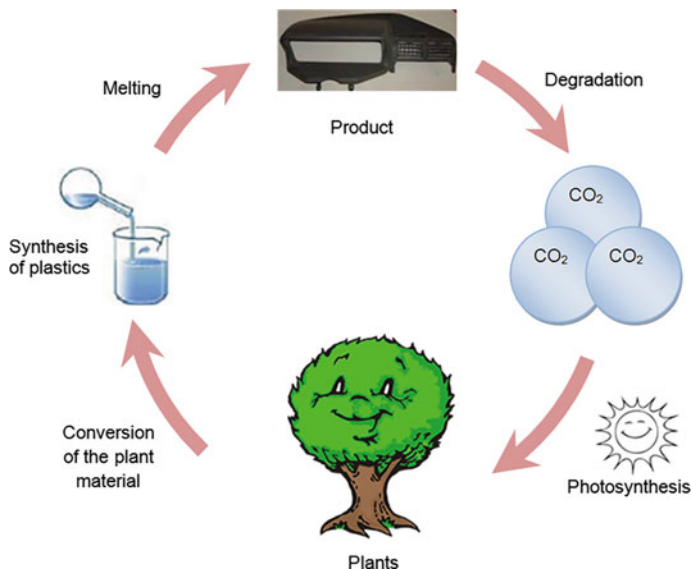 Melting
Product
Degradation
CO₂
CO₂
CO₂
Synthesis
of plastics
Conversion
of the plant
material
Photosynthesis
Plants